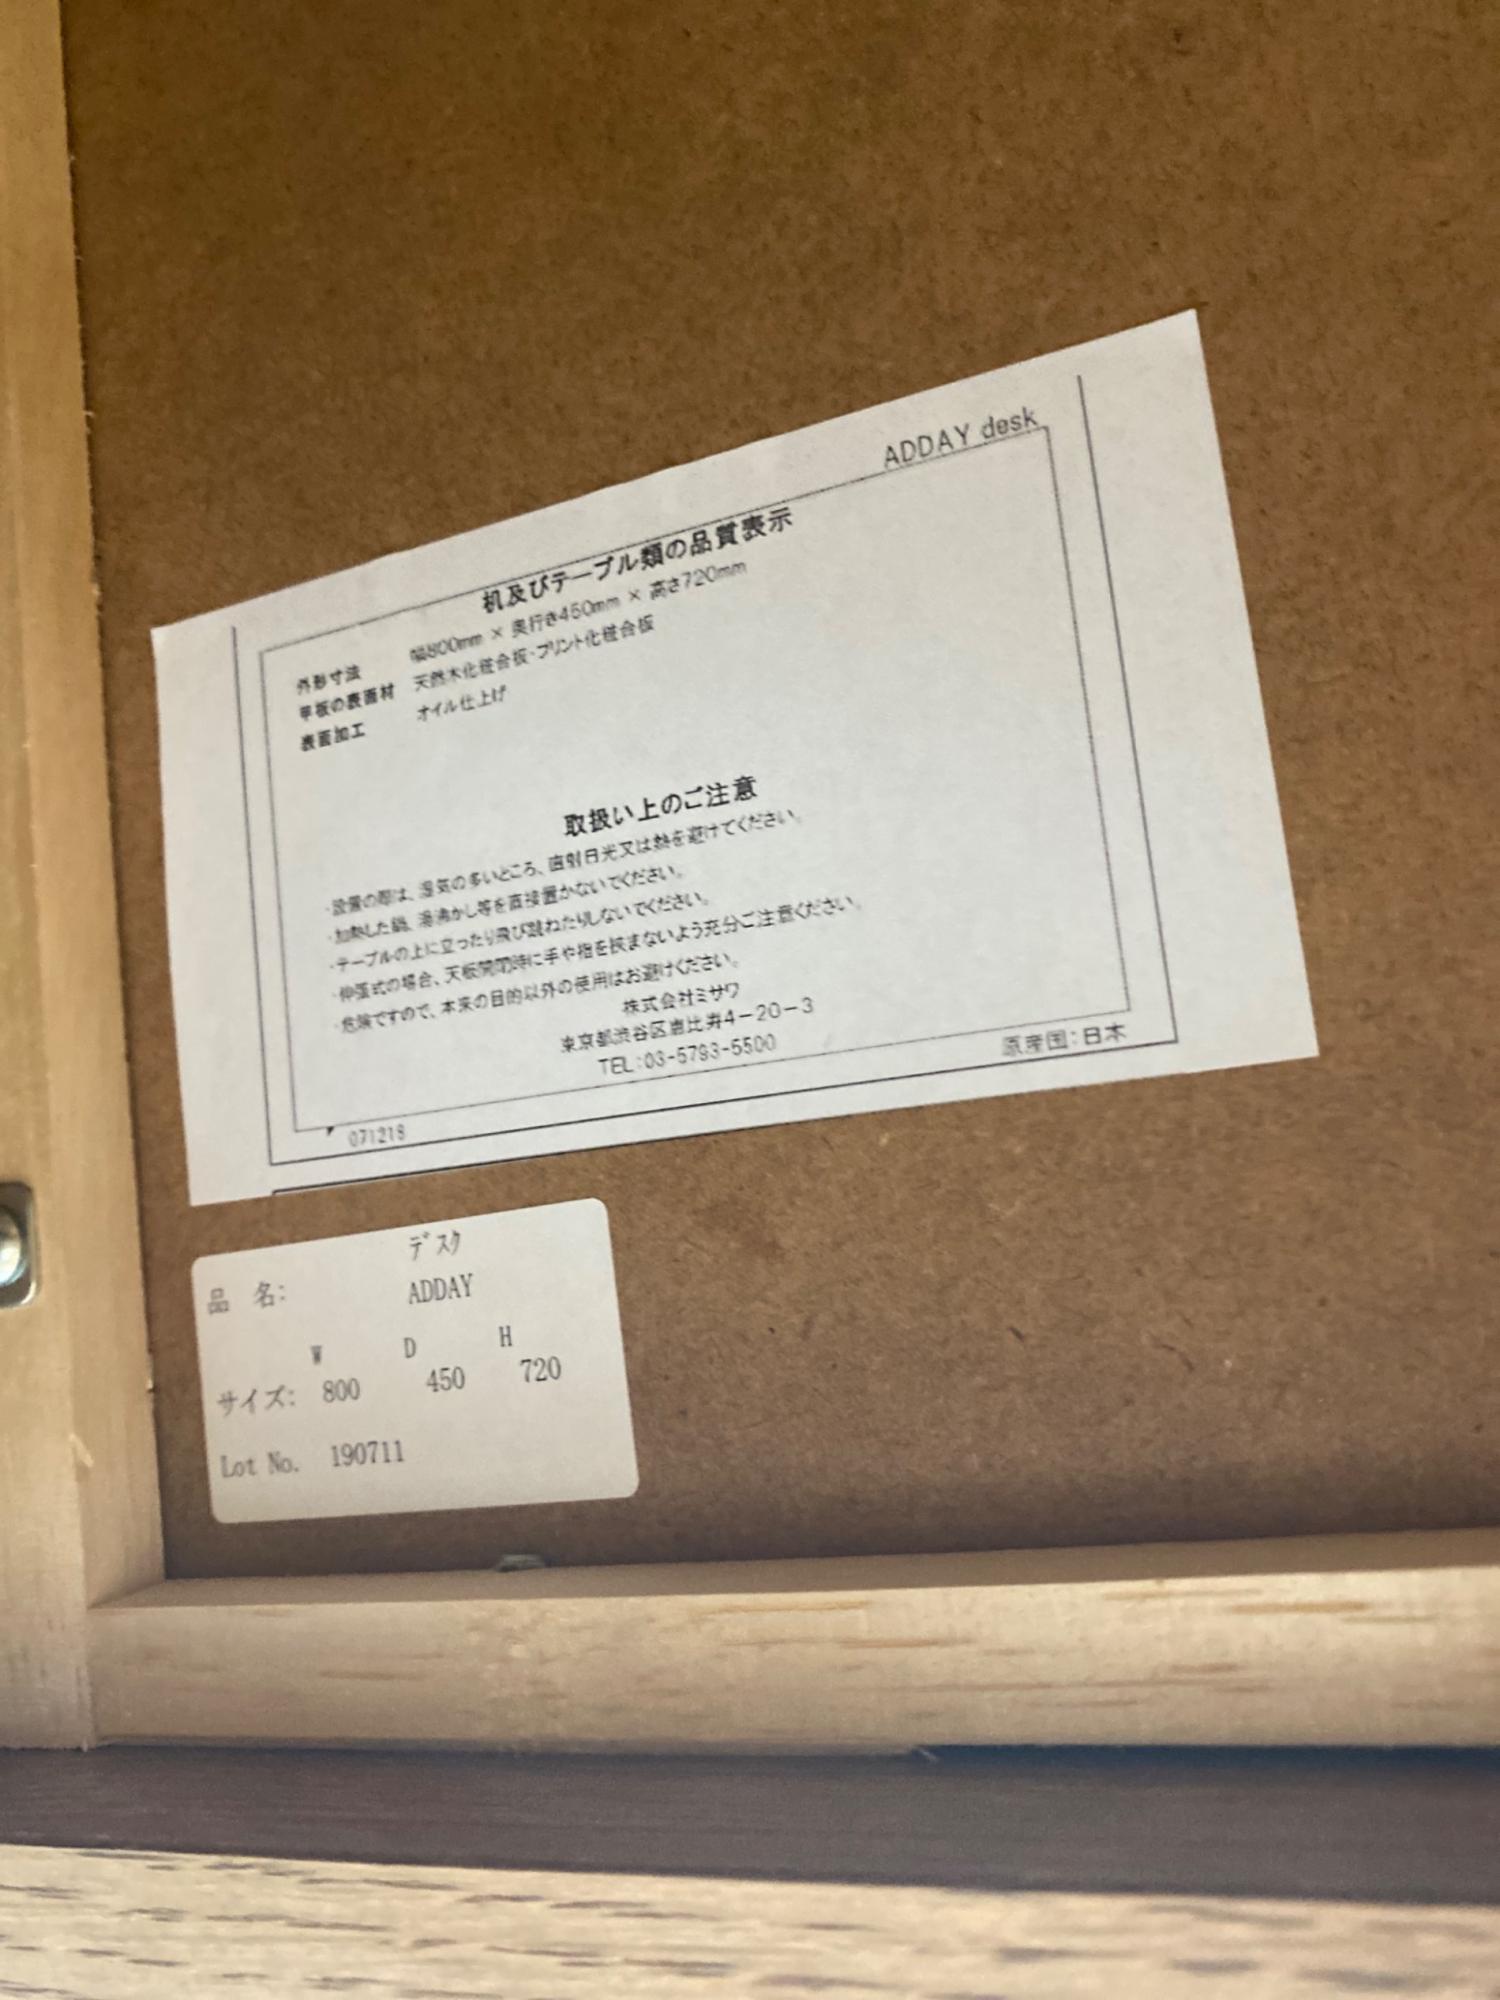 ADDAY desk
机及びテーブル類の品質表示
外形寸法 幅800mm × 奥行き450mm × 高さ720mm
甲板の表面材 天然木化粧合板・プリント化粧合板
表面加工 オイル仕上げ
取扱い上のご注意
・設置の際は、湿気の多いところ、直射日光又は熱を避けてください。
・加熱した鍋、湯沸かし等を直接置かないでください。
・テーブルの上に立ったり飛び跳ねたりしないでください。
・伸張式の場合、天板開閉時に手や指を挟まないよう充分ご注意ください。
・危険ですので、本来の目的以外の使用はお避けください。
株式会社ミサワ
東京都渋谷区恵比寿4-20-3
TEL:03-5793-5500
原産国:日本
071218
デスク
品 名: ADDAY
W D H
サイズ: 800 450 720
Lot No. 190711